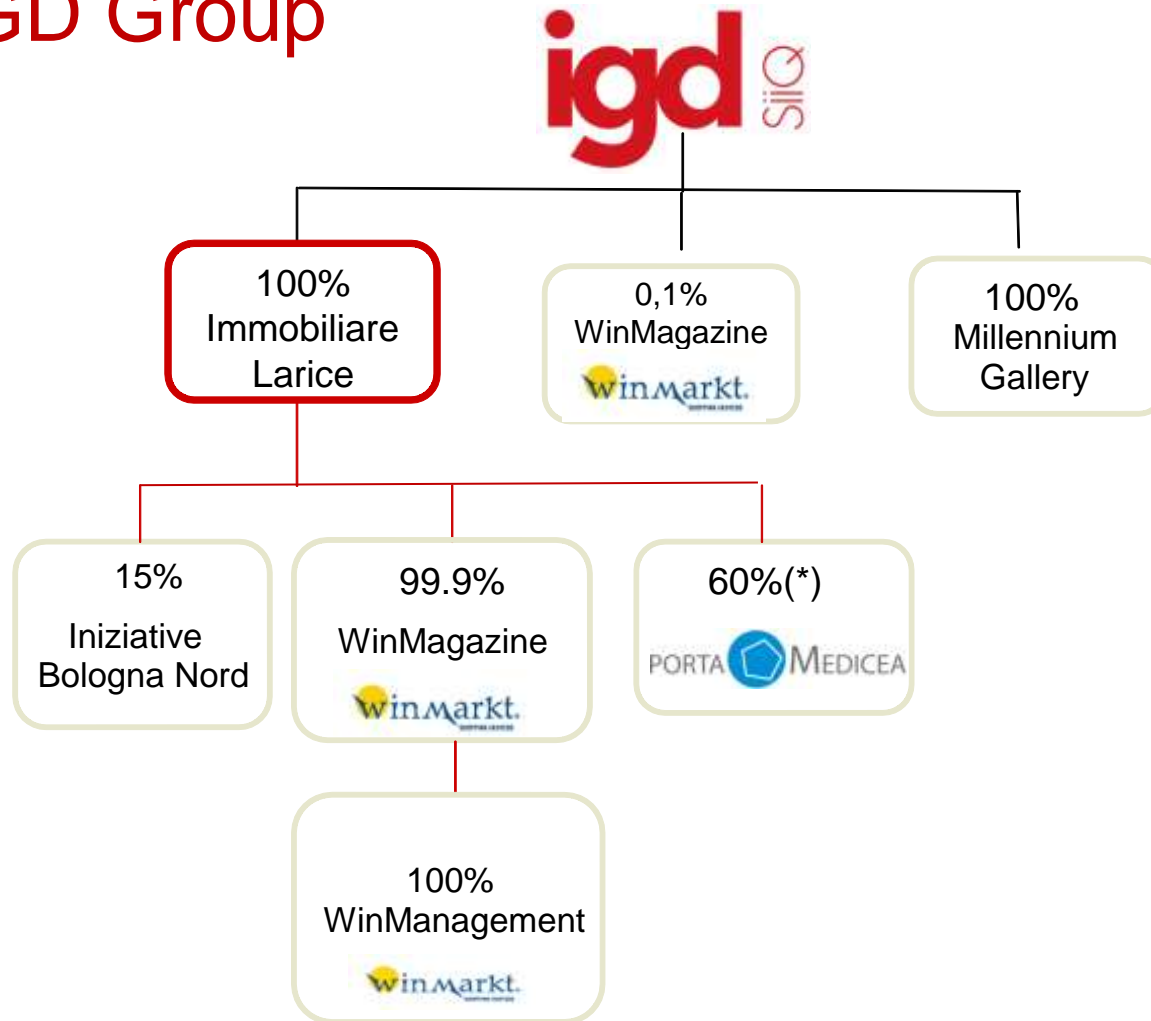 GD Group
igd
SiiQ
100%
Immobiliare
Larice
0,1%
WinMagazine
winmarkt.
100%
Millennium
Gallery
15%
Iniziative
Bologna Nord
99.9%
WinMagazine
winmarkt.
60%(*)
PORTA MEDICEA
100%
WinManagement
winmarkt.